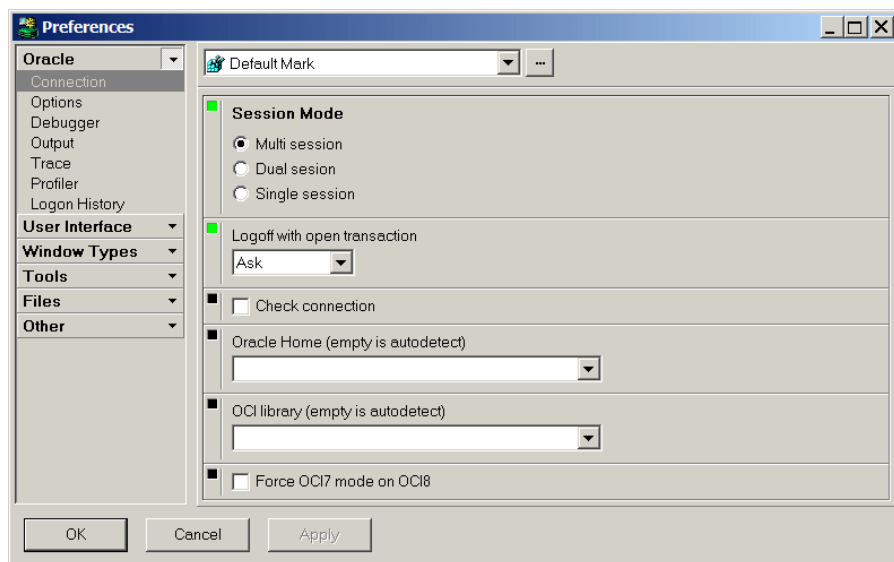 Preferences
Oracle
Connection
Options
Debugger
Output
Trace
Profiler
Logon History
User Interface
Window Types
Tools
Files
Other
Default Mark
...
Session Mode
Multi session
Dual sesion
Single session
Logoff with open transaction
Ask
Check connection
Oracle Home (empty is autodetect)
OCI library (empty is autodetect)
Force OCI7 mode on OCI8
OK
Cancel
Apply